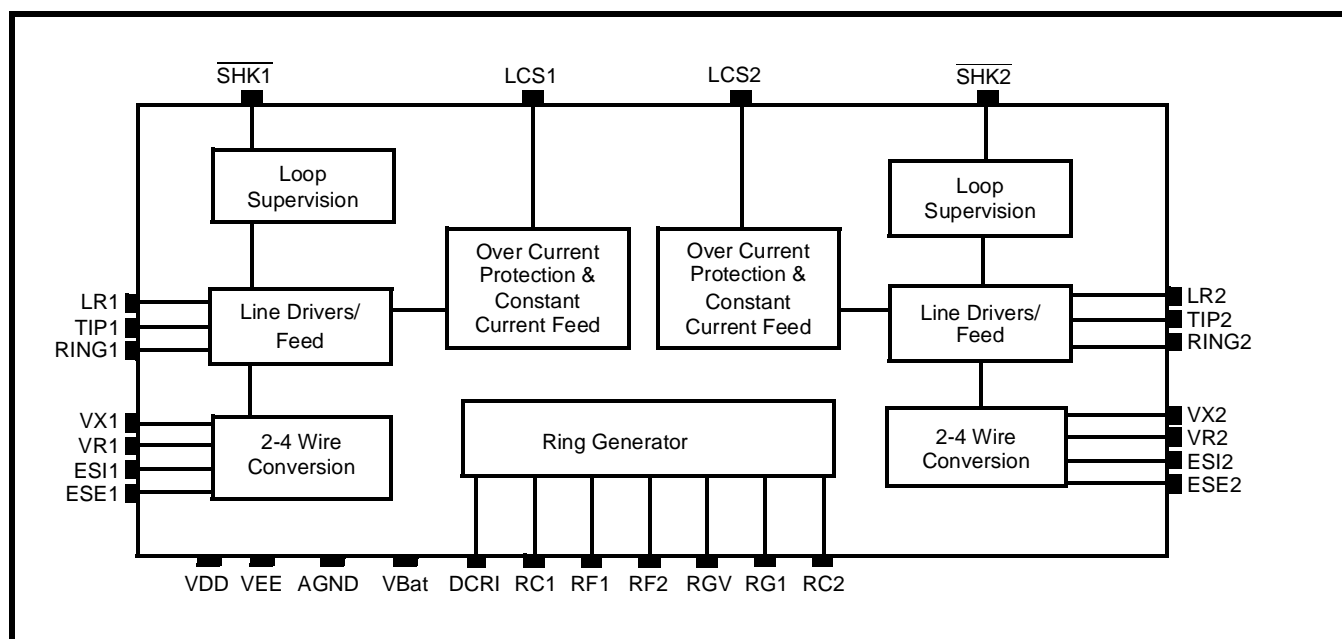 SHK1 LCS1 LCS2 SHK2
Loop
Supervision
Loop
Supervision
Over Current
Protection &
Constant
Current Feed
Over Current
Protection &
Constant
Current Feed
LR1
TIP1
RING1
Line Drivers/
Feed
Line Drivers/
Feed
LR2
TIP2
RING2
VX1
VR1
ESI1
ESE1
2-4 Wire
Conversion
Ring Generator
2-4 Wire
Conversion
VX2
VR2
ESI2
ESE2
VDD VEE AGND VBat DCRI RC1 RF1 RF2 RGV RG1 RC2